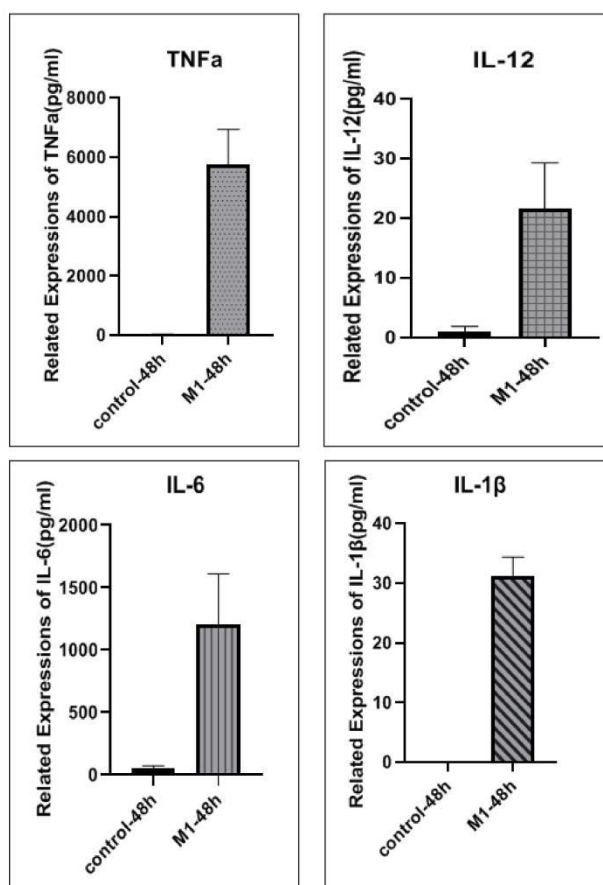 TNFa
Related Expressions of TNFa(pg/ml)
8000
6000
4000
2000
0
control-48h
M1-48h
IL-12
Related Expressions of IL-12(pg/ml)
40
30
20
10
0
control-48h
M1-48h
IL-6
Related Expressions of IL-6(pg/ml)
2000
1500
1000
500
0
control-48h
M1-48h
IL-1β
Related Expressions of IL-1β(pg/ml)
40
30
20
10
0
control-48h
M1-48h